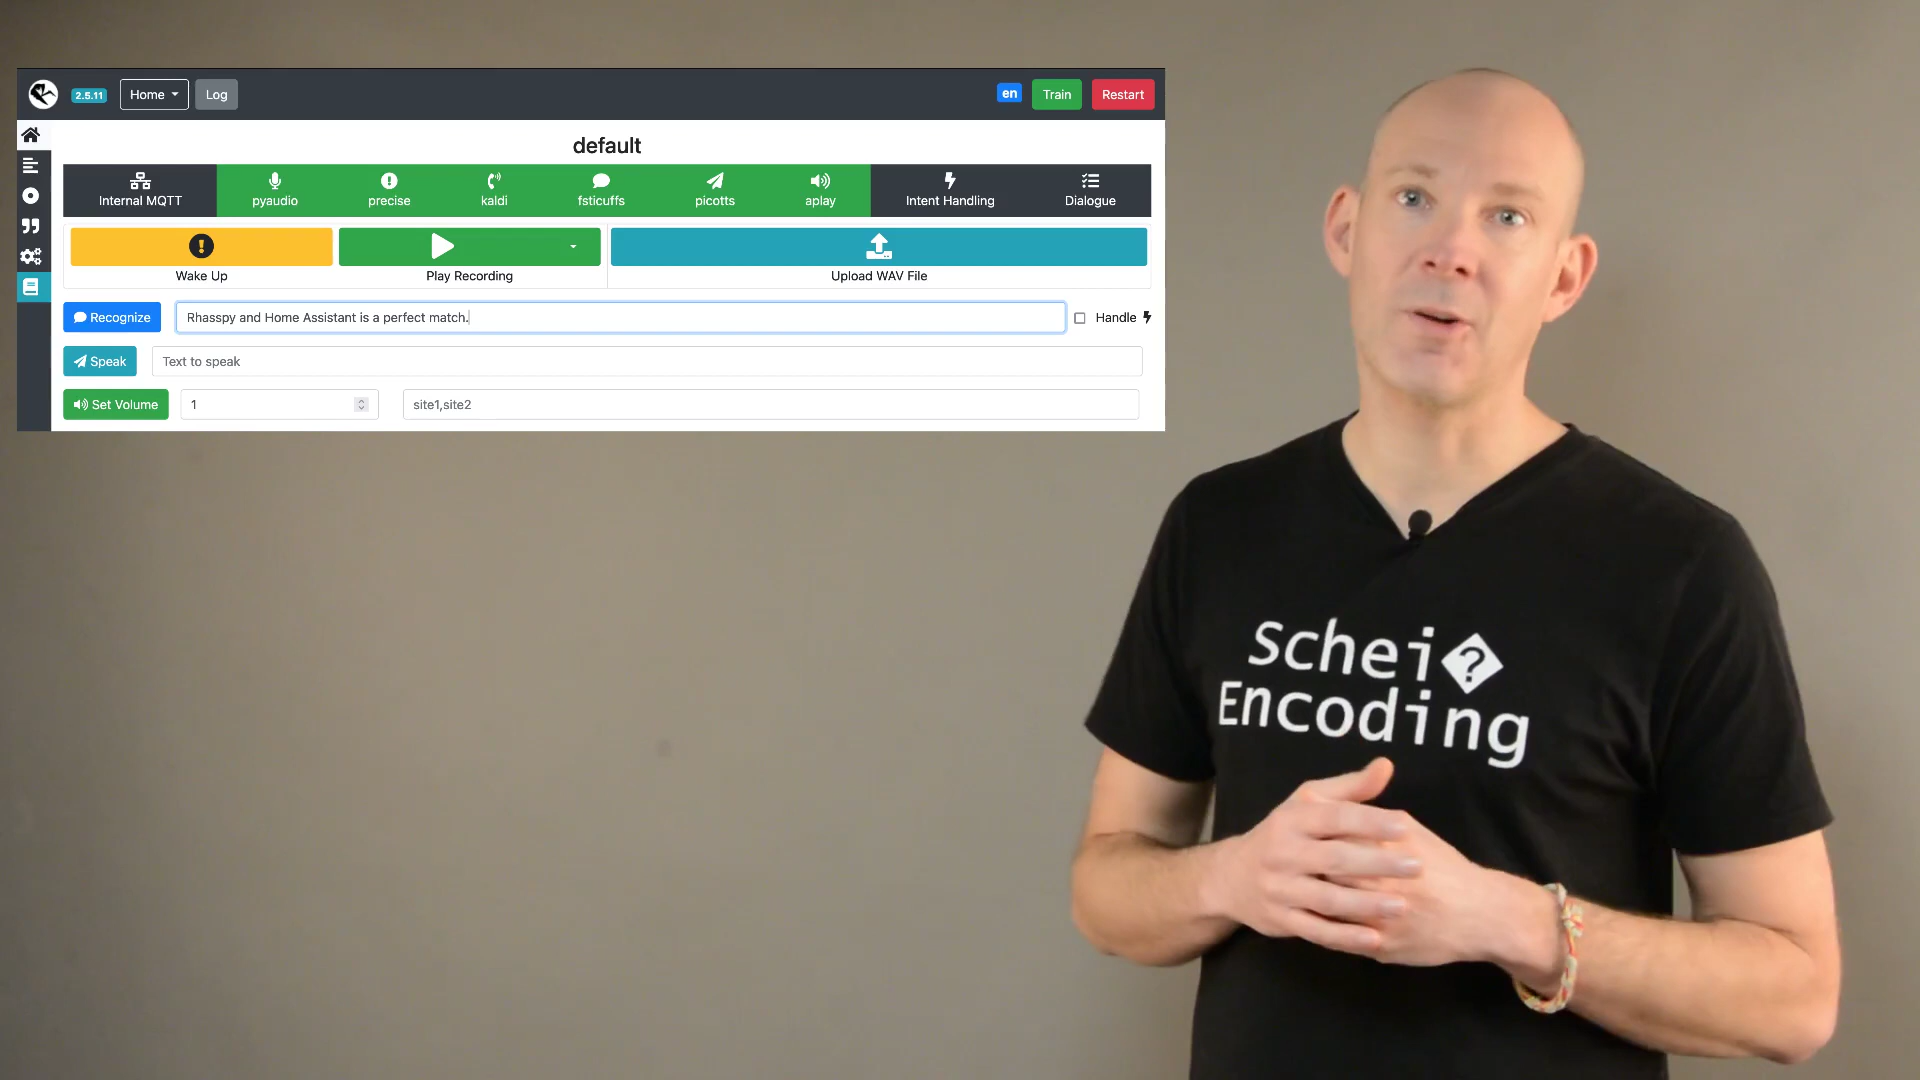 2.5.11
Home
Log
en
Train
Restart
default
Internal MQTT
pyaudio
precise
kaldi
fsticuffs
picotts
aplay
Intent Handling
Dialogue
Wake Up
Play Recording
Upload WAV File
Recognize
Rhasspy and Home Assistant is a perfect match.
Handle
Speak
Text to speak
Set Volume
1
site1,site2
Schei�
Encoding